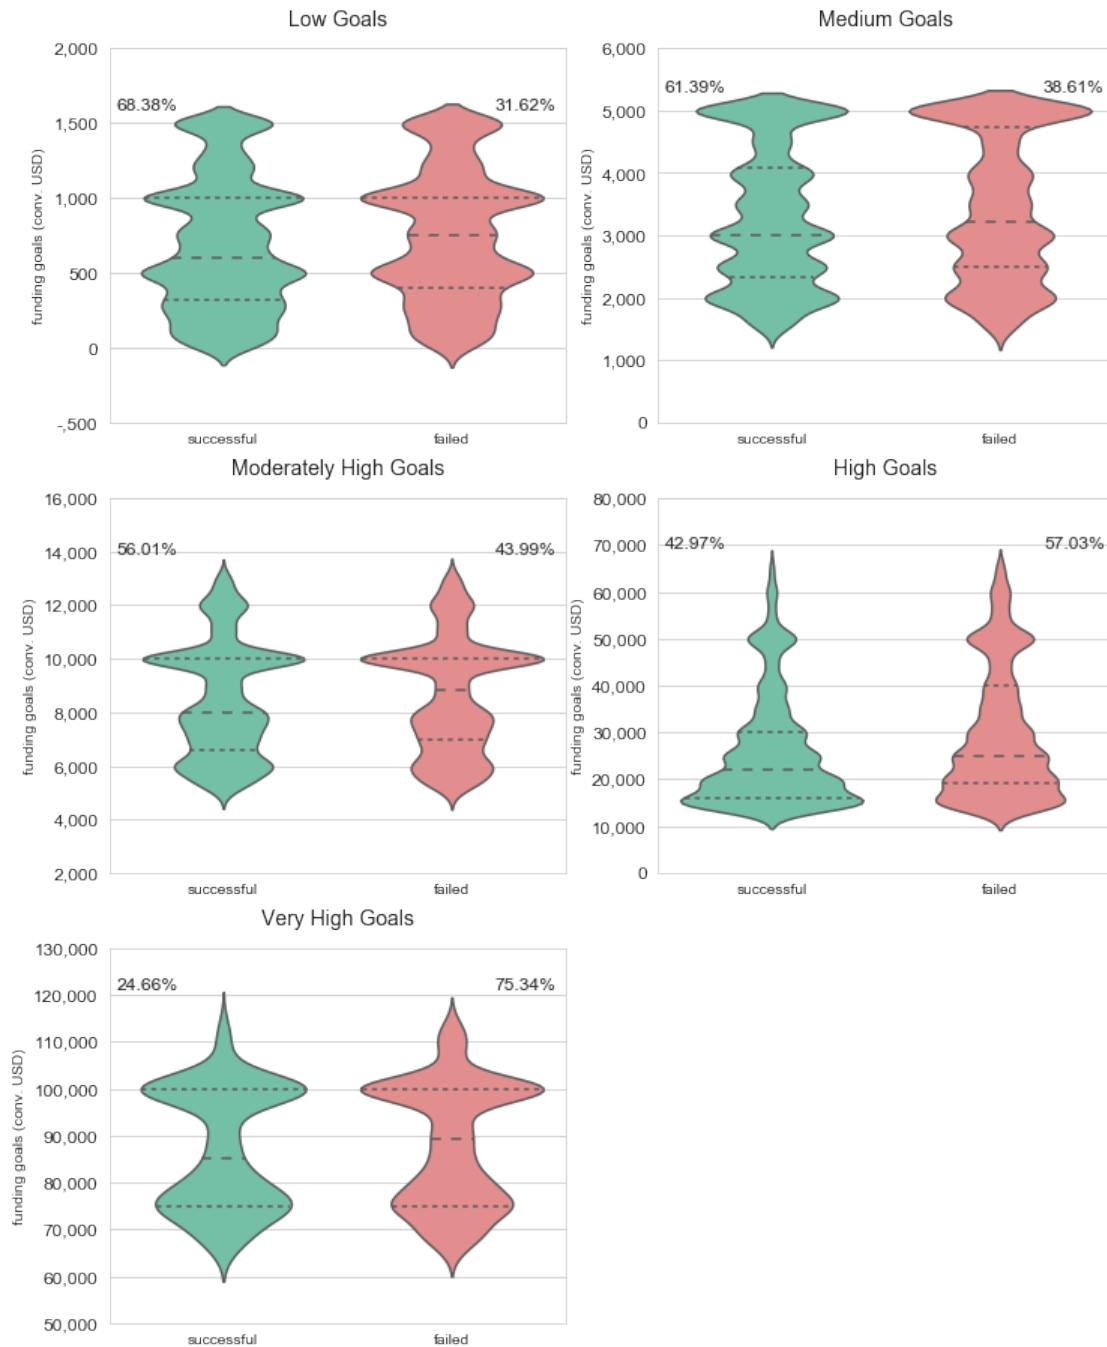 Low Goals
2,000
1,500
1,000
500
0
-,500
funding goals (conv. USD)
68.38%
31.62%
successful
failed
Medium Goals
6,000
5,000
4,000
3,000
2,000
1,000
0
funding goals (conv. USD)
61.39%
38.61%
successful
failed
Moderately High Goals
16,000
14,000
12,000
10,000
8,000
6,000
4,000
2,000
funding goals (conv. USD)
56.01%
43.99%
successful
failed
High Goals
80,000
70,000
60,000
50,000
40,000
30,000
20,000
10,000
0
funding goals (conv. USD)
42.97%
57.03%
successful
failed
Very High Goals
130,000
120,000
110,000
100,000
90,000
80,000
70,000
60,000
50,000
funding goals (conv. USD)
24.66%
75.34%
successful
failed